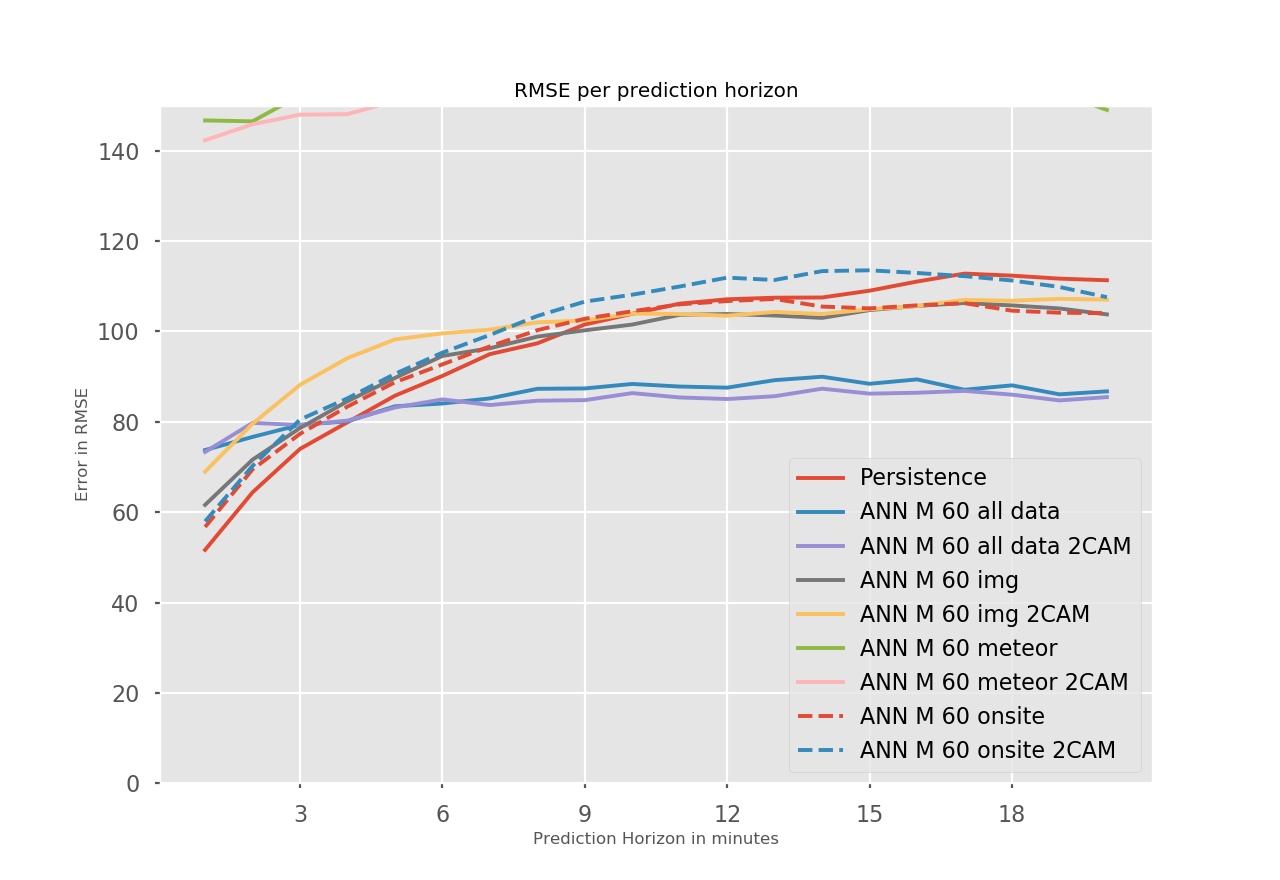 RMSE per prediction horizon
Error in RMSE
140
120
100
80
60
40
20
0
3 6 9 12 15 18
Prediction Horizon in minutes
Persistence
ANN M 60 all data
ANN M 60 all data 2CAM
ANN M 60 img
ANN M 60 img 2CAM
ANN M 60 meteor
ANN M 60 meteor 2CAM
ANN M 60 onsite
ANN M 60 onsite 2CAM